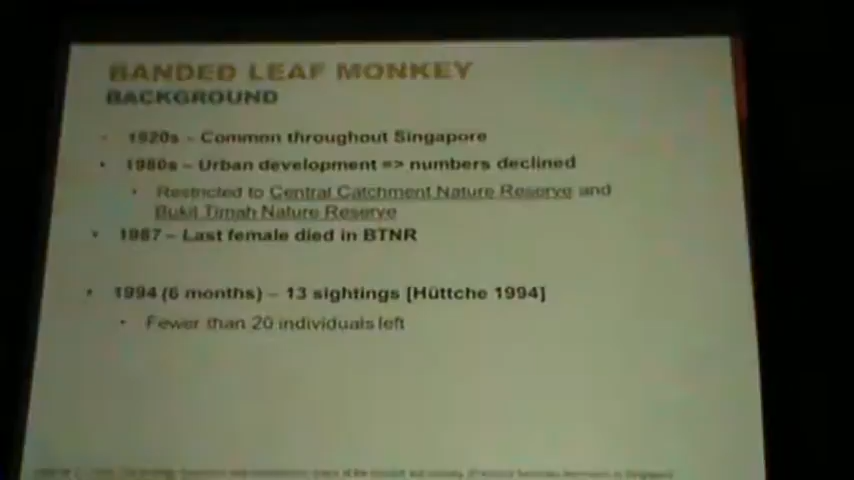 BANDED LEAF MONKEY
BACKGROUND
• 1920s – Common throughout Singapore
• 1980s – Urban development => numbers declined
• Restricted to Central Catchment Nature Reserve and
Bukit Timah Nature Reserve
• 1987 – Last female died in BTNR
• 1994 (6 months) – 13 sightings [Hüttche 1994]
• Fewer than 20 individuals left